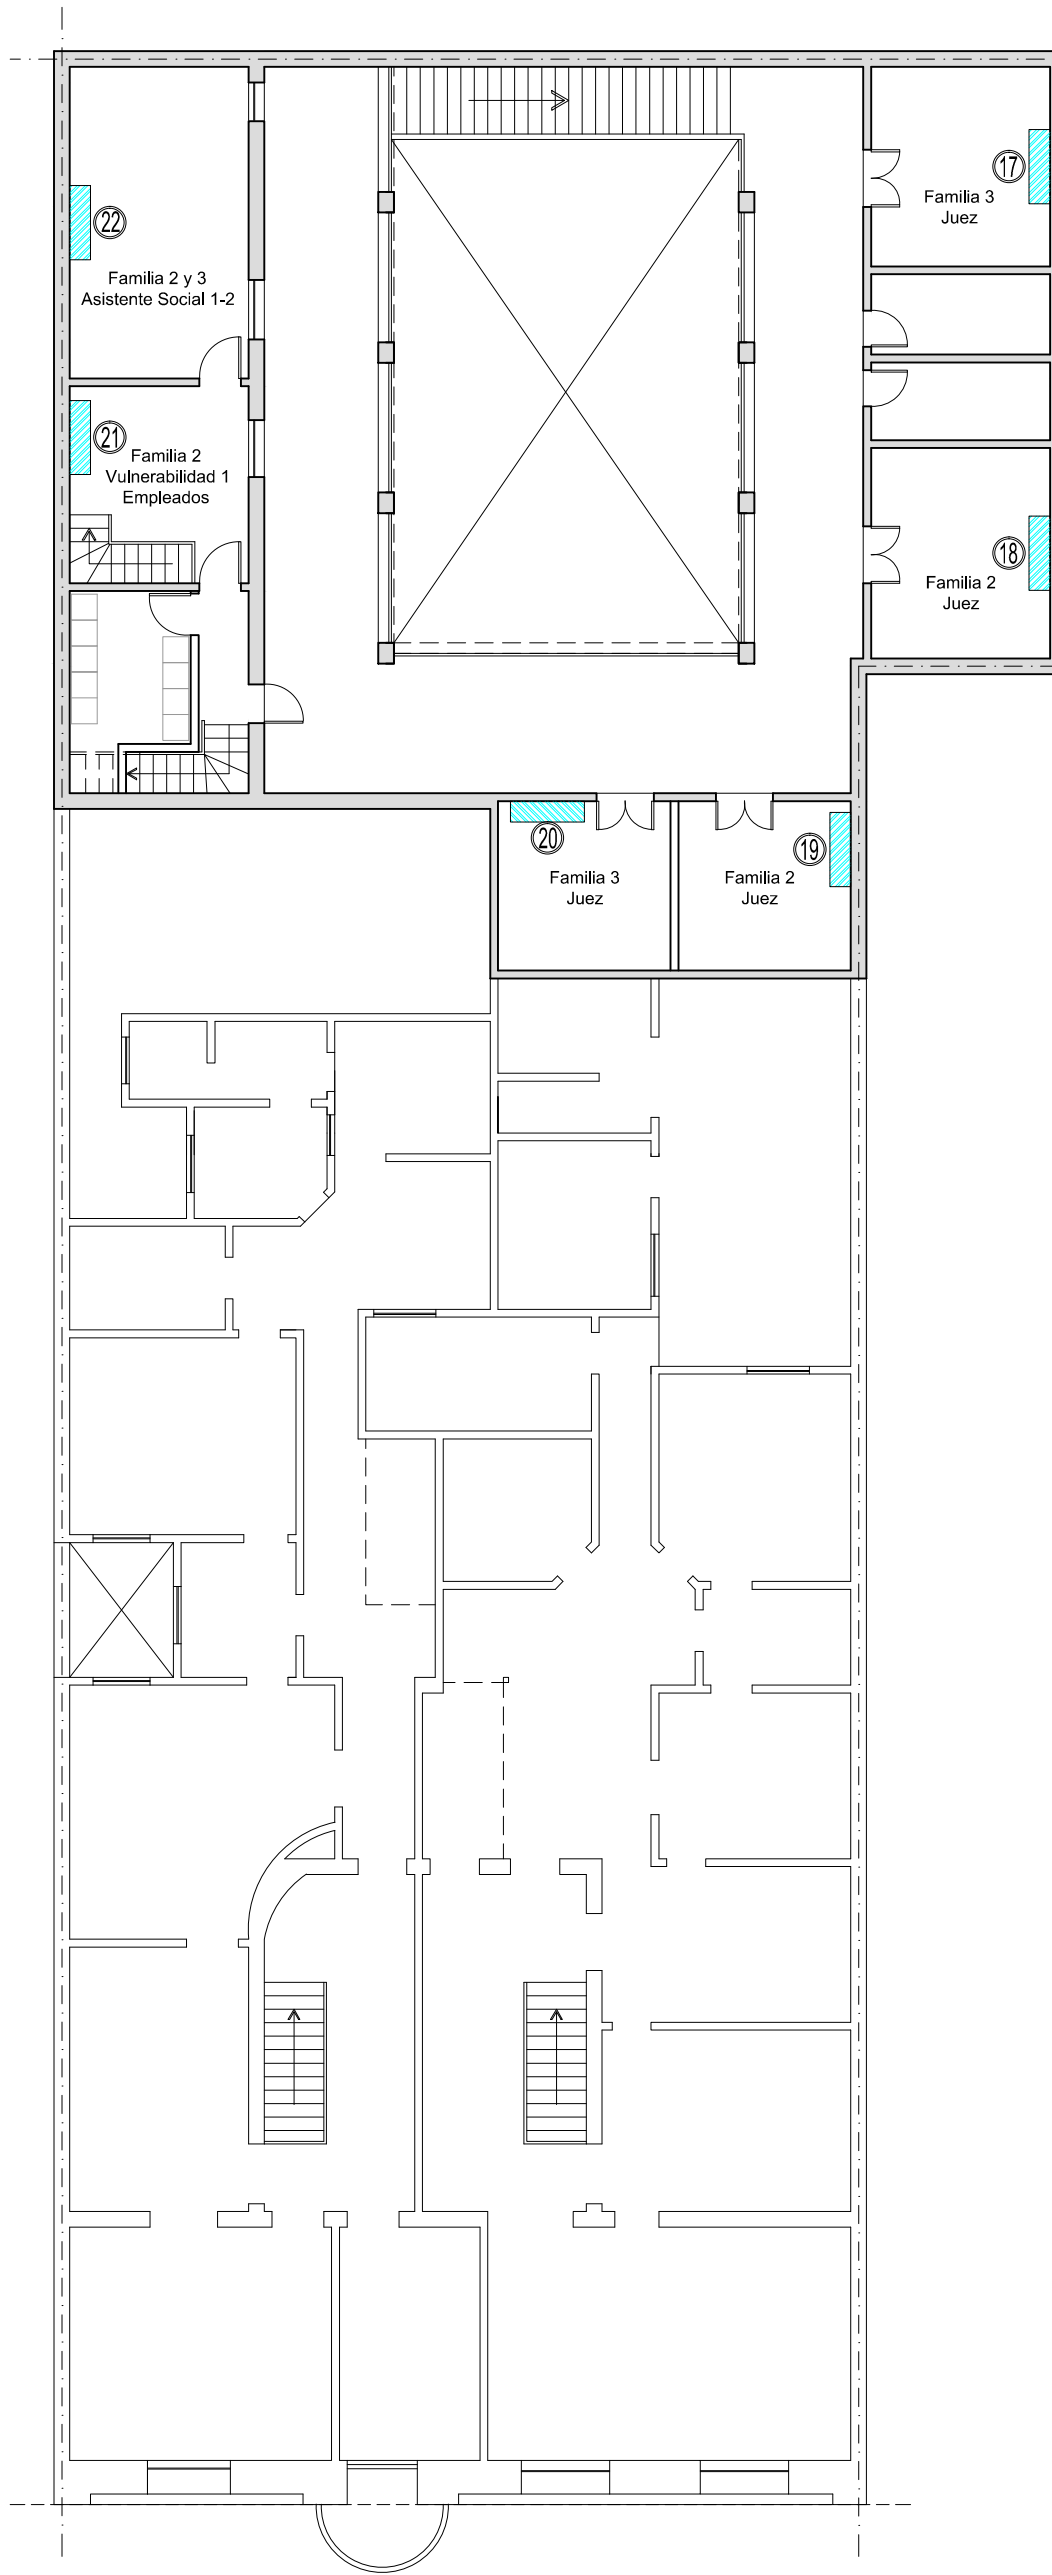 17
Familia 3
Juez
22
Familia 2 y 3
Asistente Social 1-2
21
Familia 2
Vulnerabilidad 1
Empleados
18
Familia 2
Juez
20
Familia 3
Juez
19
Familia 2
Juez